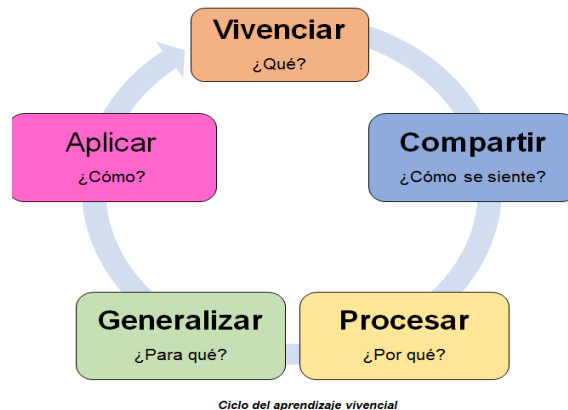 Vivenciar
¿Qué?
Compartir
¿Cómo se siente?
Procesar
¿Por qué?
Generalizar
¿Para qué?
Aplicar
¿Cómo?
Ciclo del aprendizaje vivencial